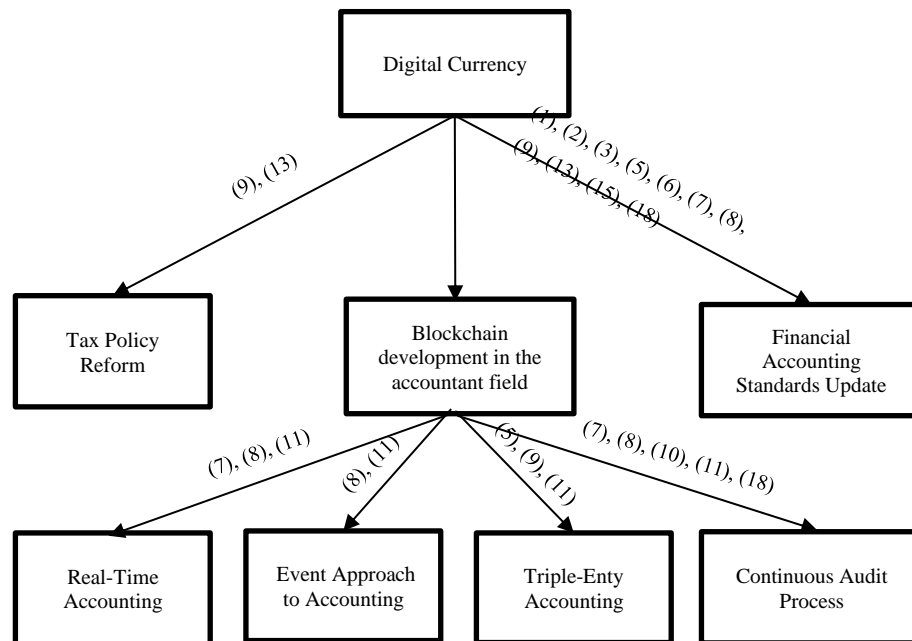 Digital Currency
(1), (2), (3), (5), (6), (7), (8),
(9), (13), (15), (18)
(9), (13)
Tax Policy
Reform
Blockchain
development in the
accountant field
Financial
Accounting
Standards Update
(7), (8), (11)
(8), (11)
(5), (9), (11)
(7), (8), (10), (11), (18)
Real-Time
Accounting
Event Approach
to Accounting
Triple-Enty
Accounting
Continuous Audit
Process